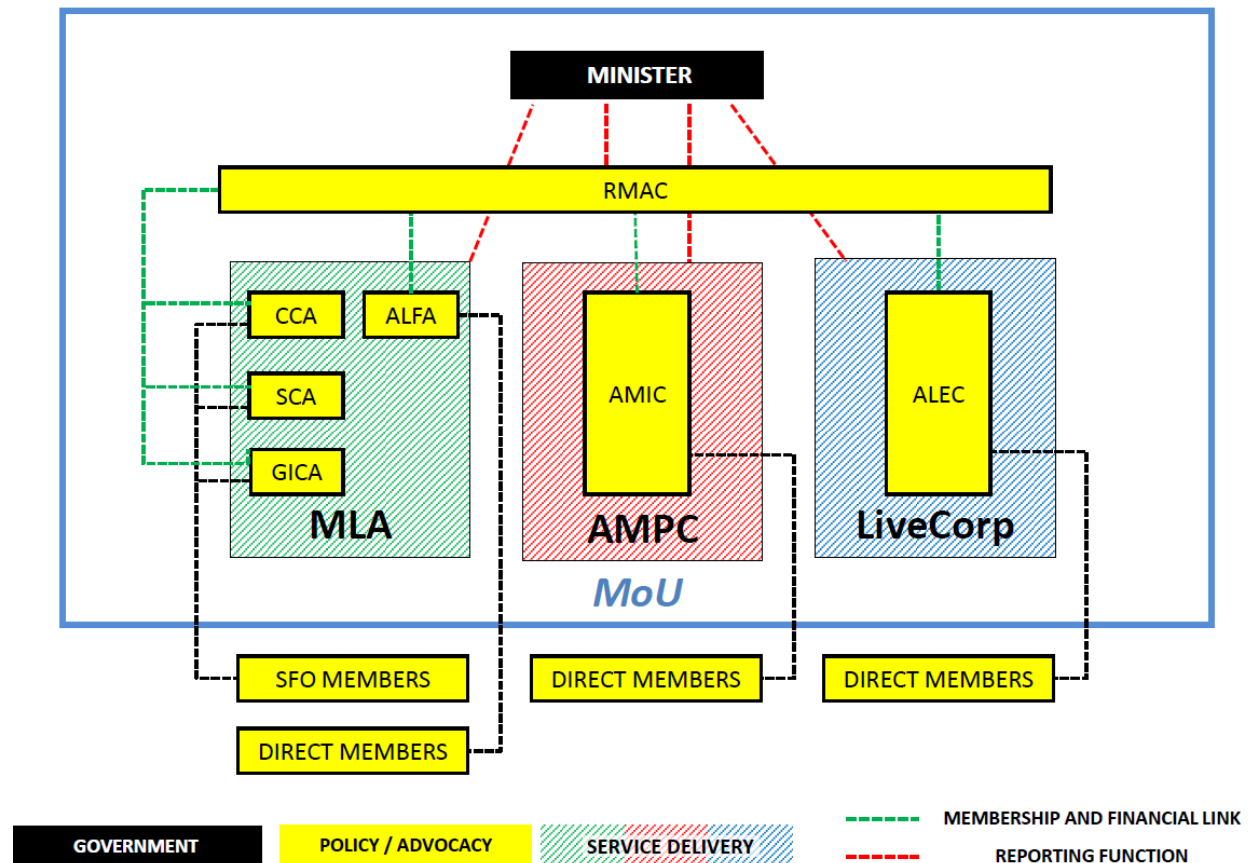 MINISTER
RMAC
CCA
ALFA
SCA
GICA
AMIC
ALEC
MLA
AMPC
LiveCorp
MoU
SFO MEMBERS
DIRECT MEMBERS
DIRECT MEMBERS
DIRECT MEMBERS
GOVERNMENT
POLICY / ADVOCACY
SERVICE DELIVERY
MEMBERSHIP AND FINANCIAL LINK
REPORTING FUNCTION